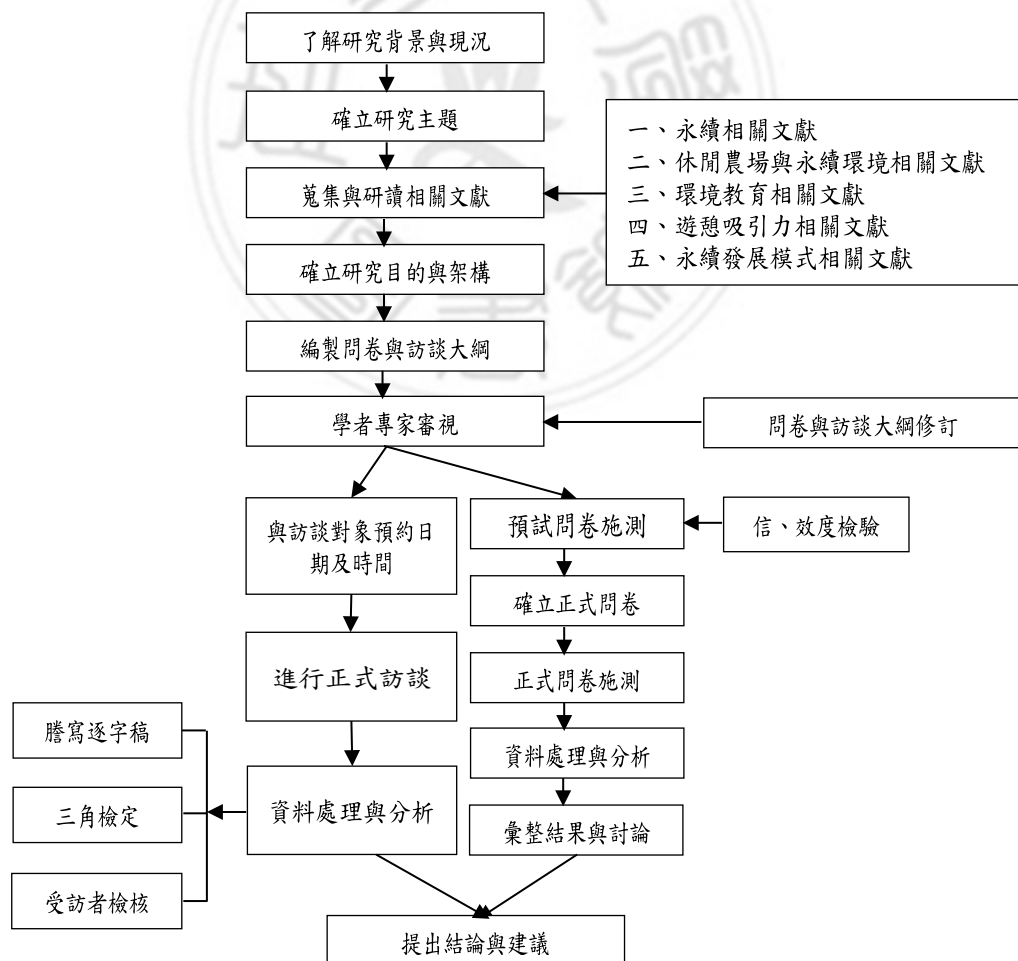 了解研究背景與現況
確立研究主題
蒐集與研讀相關文獻
一、永續相關文獻
二、休閒農場與永續環境相關文獻
三、環境教育相關文獻
四、遊憩吸引力相關文獻
五、永續發展模式相關文獻
確立研究目的與架構
編製問卷與訪談大綱
學者專家審視
問卷與訪談大綱修訂
與訪談對象預約日
期及時間
預試問卷施測
信、效度檢驗
確立正式問卷
進行正式訪談
正式問卷施測
謄寫逐字稿
三角檢定
受訪者檢核
資料處理與分析
資料處理與分析
彙整結果與討論
提出結論與建議